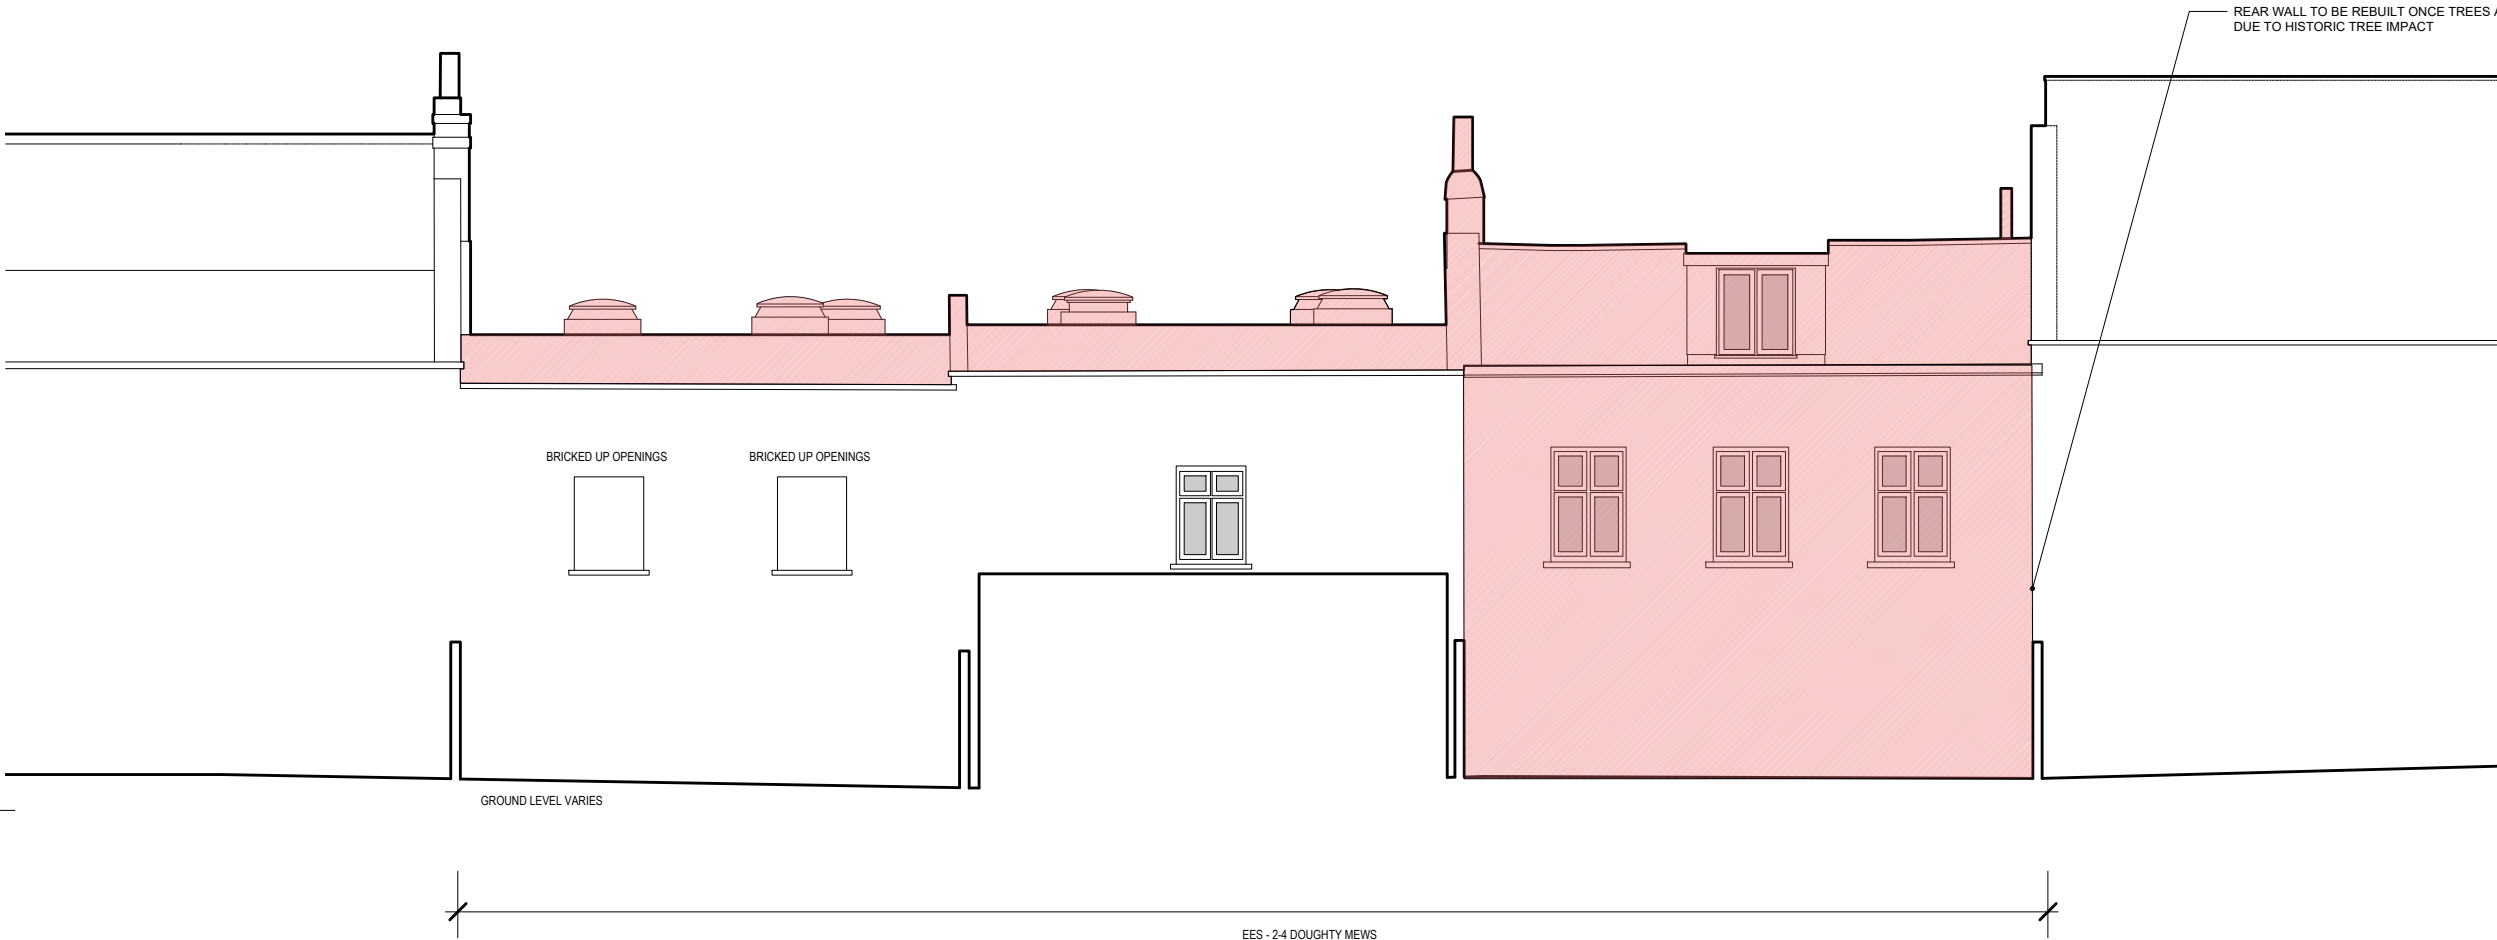 REAR WALL TO BE REBUILT ONCE TREES
DUE TO HISTORIC TREE IMPACT
BRICKED UP OPENINGS
BRICKED UP OPENINGS
GROUND LEVEL VARIES
EES - 2-4 DOUGHTY MEWS